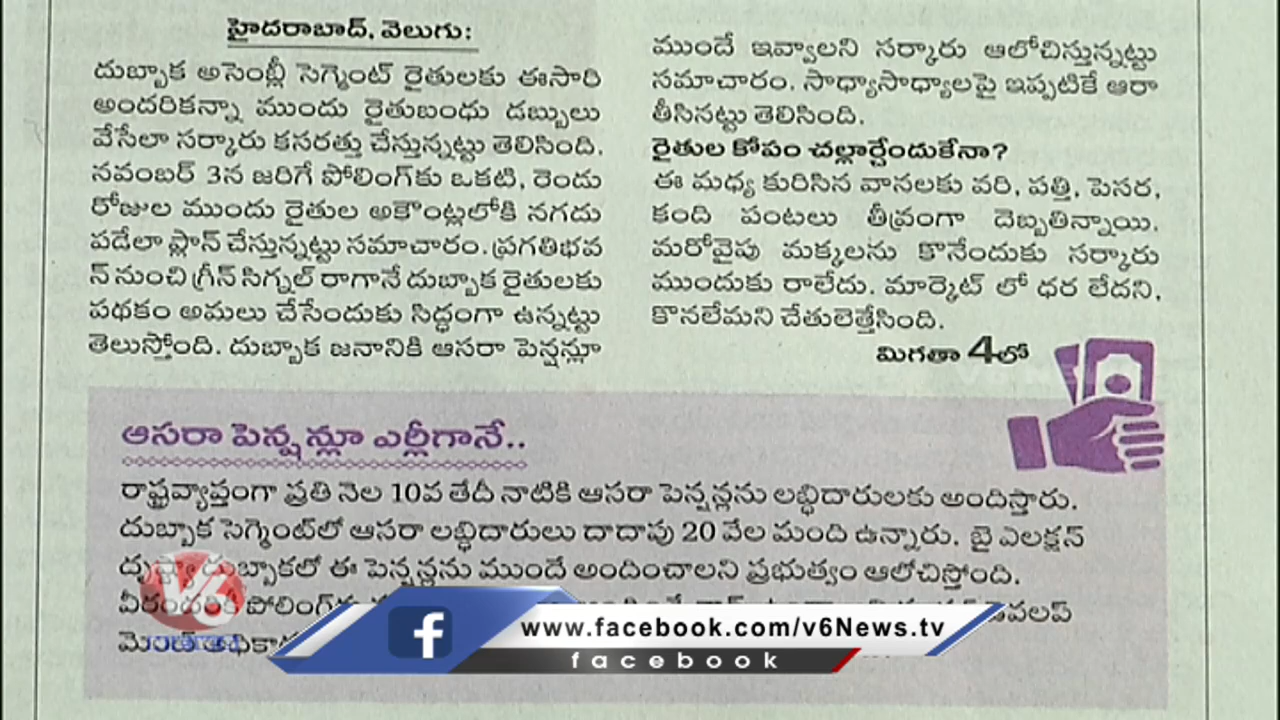 హైదరాబాద్, వెలుగు:
దుబ్బాక అసెంబ్లీ సెగ్మెంట్ రైతులకు ఈసారి
అందరికన్నా ముందు రైతుబంధు డబ్బులు
వేసేలా సర్కారు కసరత్తు చేస్తున్నట్టు తెలిసింది.
నవంబర్ 3న జరిగే పోలింగ్‌కు ఒకటి, రెండు
రోజుల ముందు రైతుల అకౌంట్లలోకి నగదు
పడేలా ప్లాన్ చేస్తున్నట్టు సమాచారం. ప్రగతిభవ
న్ నుంచి గ్రీన్ సిగ్నల్ రాగానే దుబ్బాక రైతులకు
పథకం అమలు చేసేందుకు సిద్ధంగా ఉన్నట్టు
తెలుస్తోంది. దుబ్బాక జనానికి ఆసరా పెన్షన్లూ
ముందే ఇవ్వాలని సర్కారు ఆలోచిస్తున్నట్టు
సమాచారం. సాధ్యాసాధ్యాలపై ఇప్పటికే ఆరా
తీసినట్టు తెలిసింది.
రైతుల కోపం చల్లార్చేందుకేనా?
ఈ మధ్య కురిసిన వానలకు వరి, పత్తి, పెసర,
కంది పంటలు తీవ్రంగా దెబ్బతిన్నాయి.
మరోవైపు మక్కలను కొనేందుకు సర్కారు
ముందుకు రాలేదు. మార్కెట్ లో ధర లేదని,
కొనలేమని చేతులెత్తేసింది.
మిగతా 4లో
ఆసరా పెన్షన్లూ ఎర్లీగానే..
రాష్ట్రవ్యాప్తంగా ప్రతి నెల 10వ తేదీ నాటికి ఆసరా పెన్షన్లను లబ్ధిదారులకు అందిస్తారు.
దుబ్బాక సెగ్మెంట్‌లో ఆసరా లబ్ధిదారులు దాదాపు 20 వేల మంది ఉన్నారు. బై ఎలక్షన్
దృష్ట్యా దుబ్బాకలో ఈ పెన్షన్లను ముందే అందించాలని ప్రభుత్వం ఆలోచిస్తోంది.
వీరందరికీ పోలింగ్‌కు డెవలప్
మెంట్
V6
www.facebook.com/v6News.tv
facebook